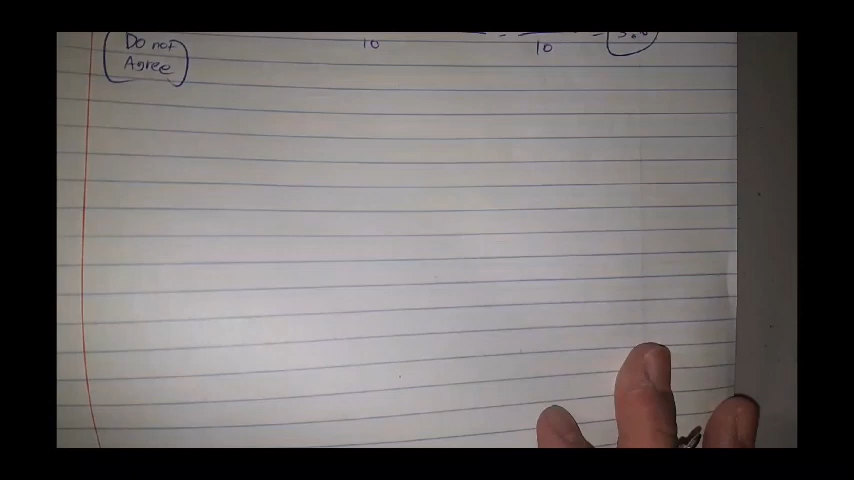 Do not
Agree
10
= =
10